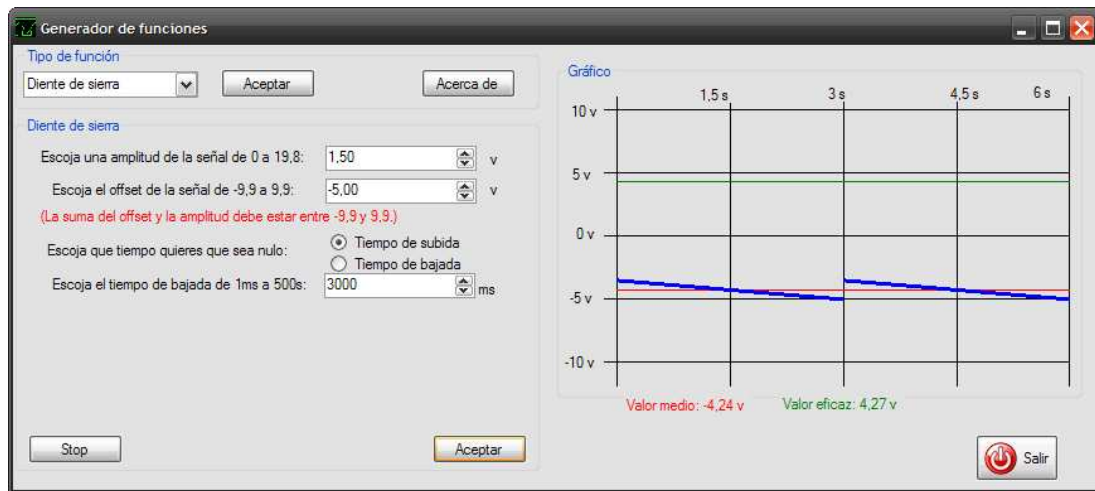 Generador de funciones
Tipo de función
Diente de sierra
Aceptar
Acerca de
Diente de sierra
Escoja una amplitud de la señal de 0 a 19,8:
1,50
v
Escoja el offset de la señal de -9,9 a 9,9:
-5,00
v
(La suma del offset y la amplitud debe estar entre -9,9 y 9,9.)
Escoja que tiempo quieres que sea nulo:
Tiempo de subida
Tiempo de bajada
Escoja el tiempo de bajada de 1ms a 500s:
3000
ms
Stop
Aceptar
Gráfico
1,5 s
3 s
4,5 s
6 s
10 v
5 v
0 v
-5 v
-10 v
Valor medio: -4,24 v
Valor eficaz: 4,27 v
Salir